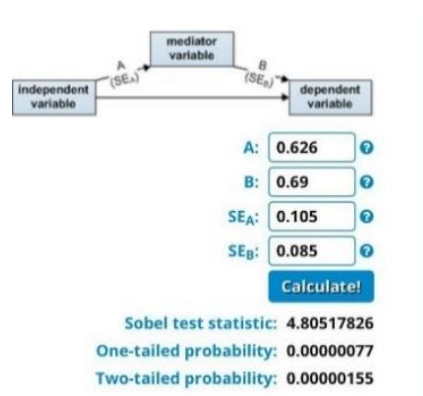 mediator
variable
A
(SEA)
B
(SEB)
independent
variable
dependent
variable
A: 0.626 ?
B: 0.69 ?
SEA: 0.105 ?
SEB: 0.085 ?
Calculate!
Sobel test statistic: 4.80517826
One-tailed probability: 0.00000077
Two-tailed probability: 0.00000155